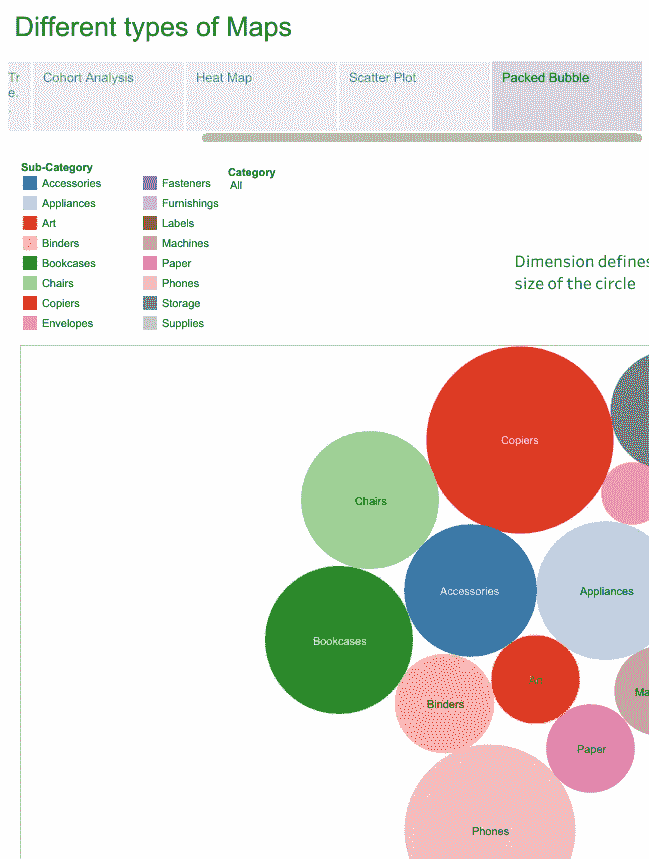 Different types of Maps
Tr
e.
Cohort Analysis
Heat Map
Scatter Plot
Packed Bubble
Sub-Category
Accessories
Appliances
Art
Binders
Bookcases
Chairs
Copiers
Envelopes
Fasteners
Furnishings
Labels
Machines
Paper
Phones
Storage
Supplies
Category
All
Dimension defines
size of the circle
Copiers
Chairs
Accessories
Appliances
Bookcases
Art
Binders
Ma
Paper
Phones